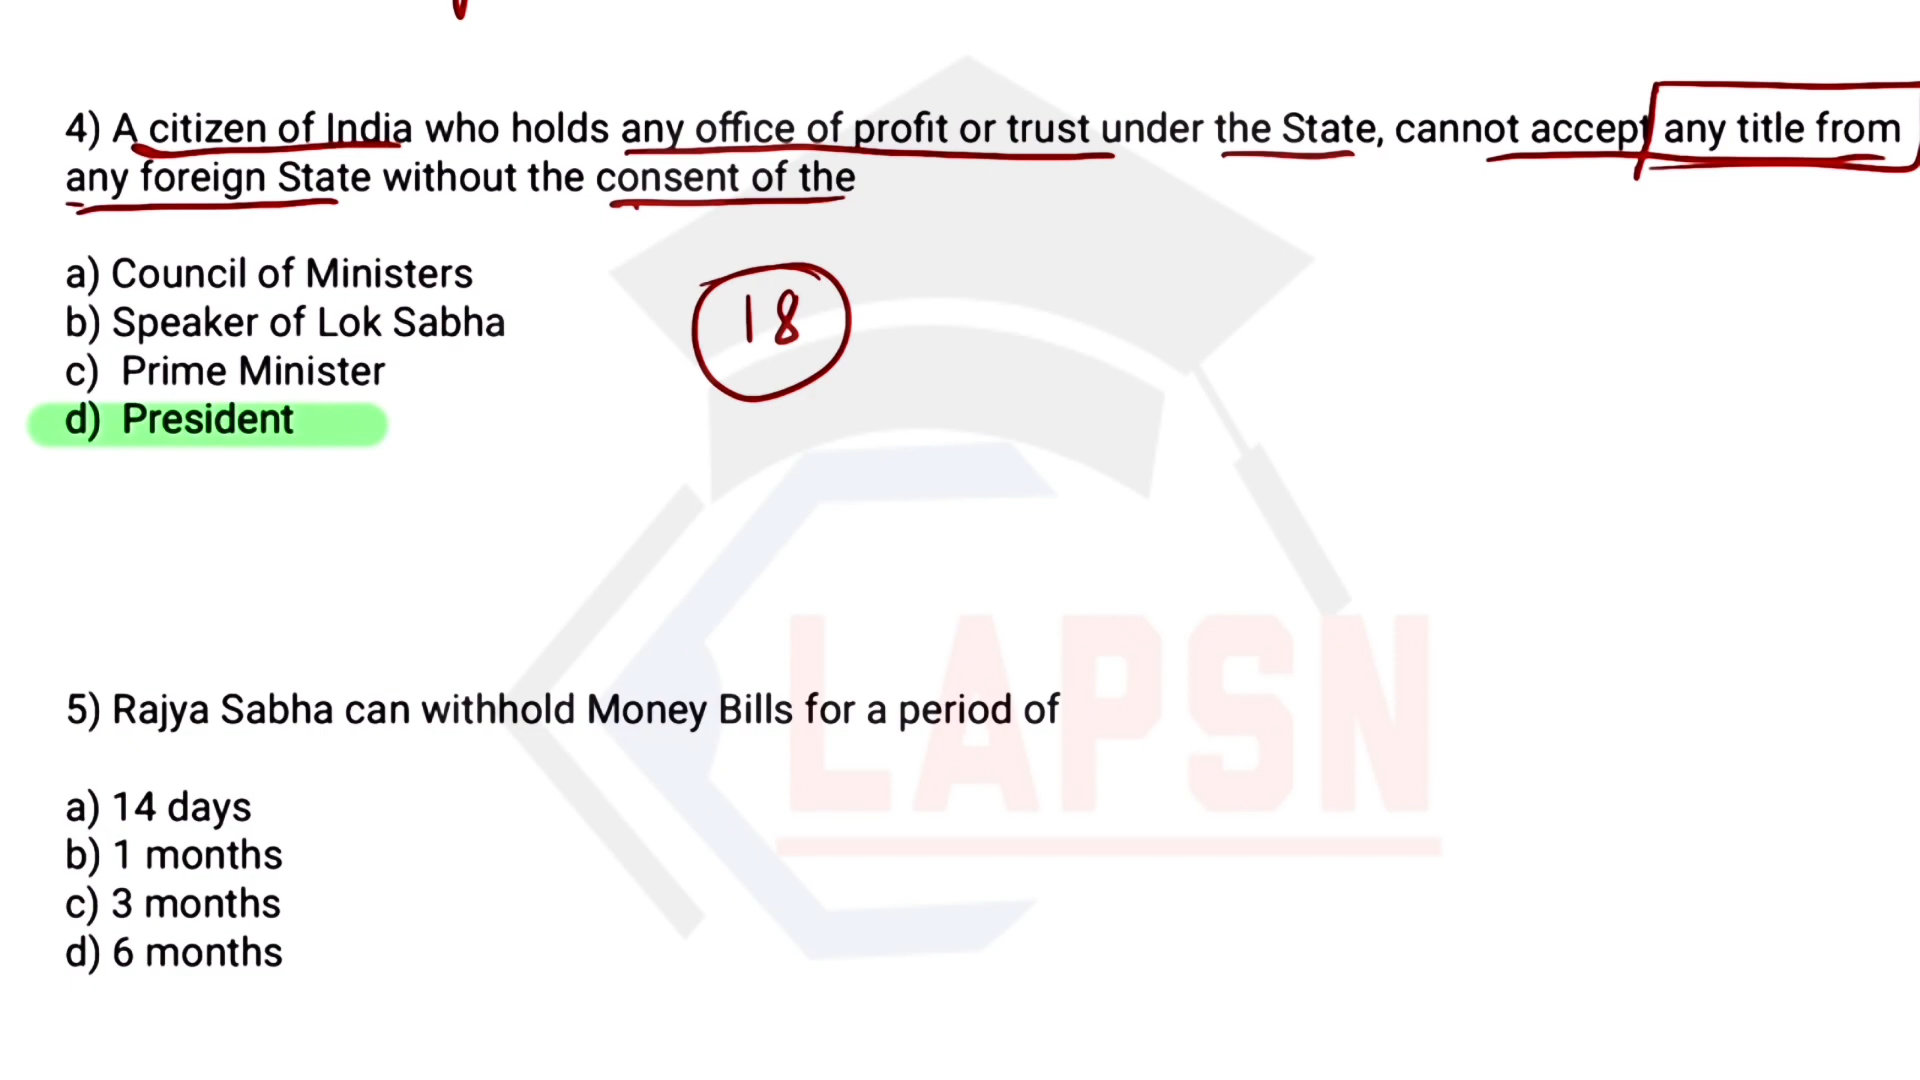 4) A citizen of India who holds any office of profit or trust under the State, cannot accept any title from
any foreign State without the consent of the
a) Council of Ministers
b) Speaker of Lok Sabha
c) Prime Minister
d) President
18
5) Rajya Sabha can withhold Money Bills for a period of
a) 14 days
b) 1 months
c) 3 months
d) 6 months
LAPSN